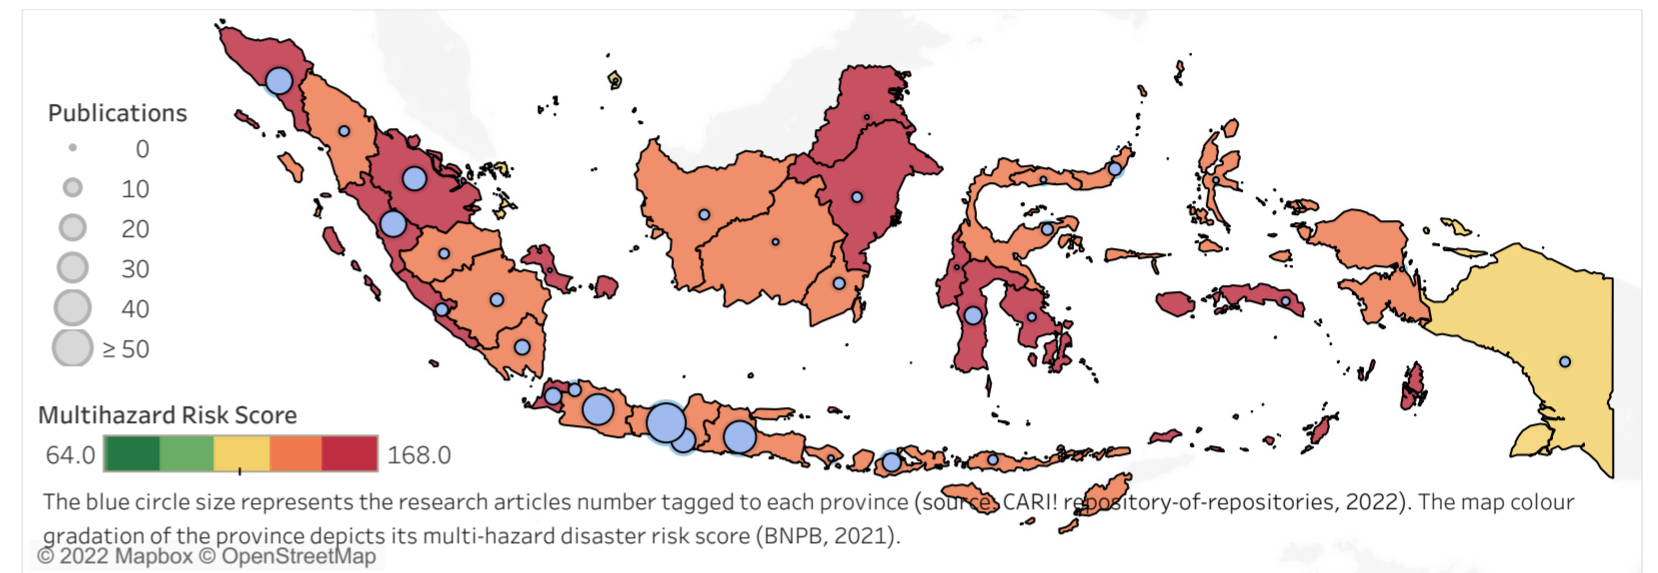 Publications
0
10
20
30
40
≥ 50
Multihazard Risk Score
64.0 168.0
The blue circle size represents the research articles number tagged to each province (source: CARI! repository-of-repositories, 2022). The map colour
gradation of the province depicts its multi-hazard disaster risk score (BNPB, 2021).
© 2022 Mapbox © OpenStreetMap